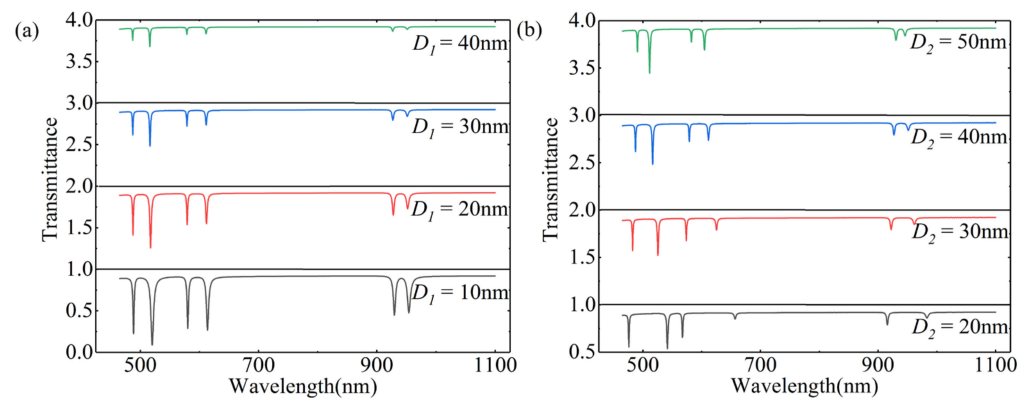 (a)
4.0
3.0
2.5
2.0
1.5
1.0
0.5
0.0
3.5
Transmittance
D1 = 40nm
D1 = 30nm
D1 = 20nm
D1 = 10nm
500 700 900 1100
Wavelength(nm)
(b)
4.0
3.5
3.0
2.5
2.0
1.5
1.0
0.5
Transmittance
D2 = 50nm
D2 = 40nm
D2 = 30nm
D2 = 20nm
500 700 900 1100
Wavelength(nm)